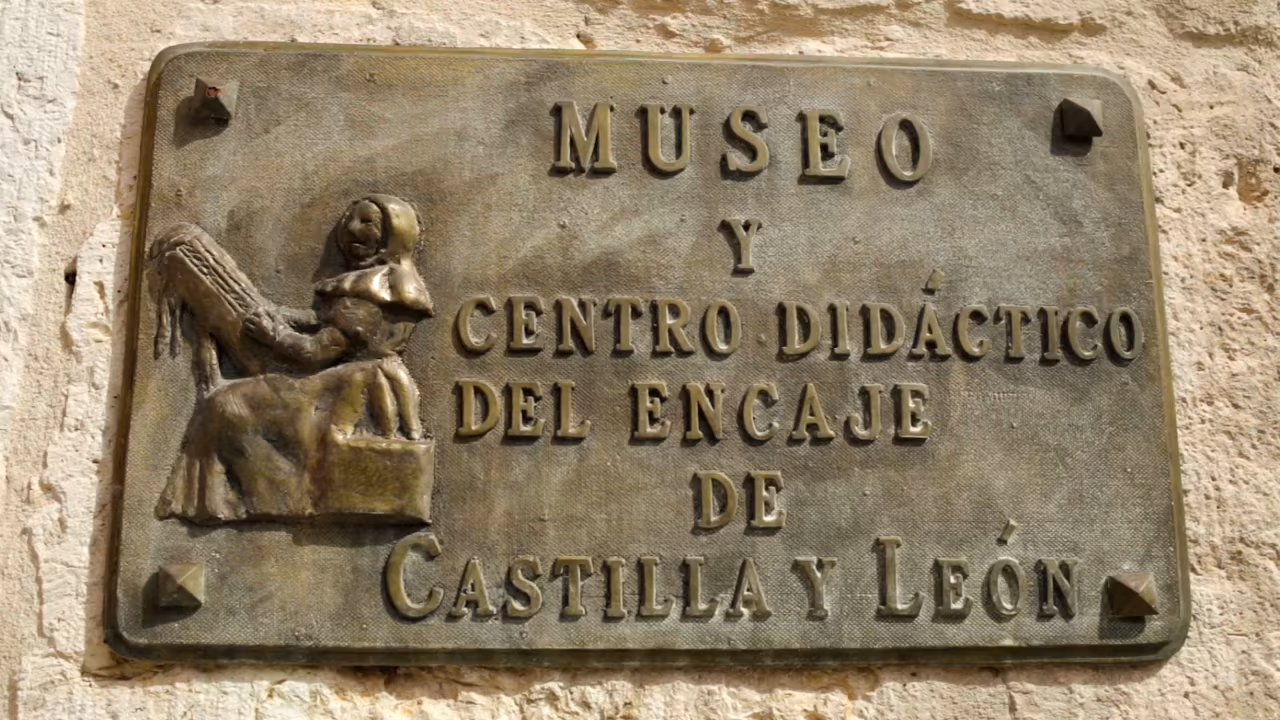 MUSEO
Y
CENTRO DIDÁCTICO
DEL ENCAJE
DE
CASTILLA Y LEÓN